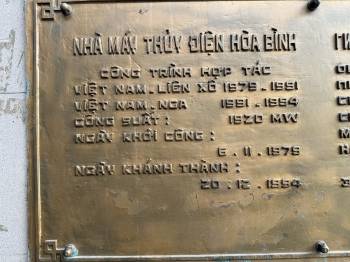 NHÀ MÁY THỦY ĐIỆN HÒA BÌNH
CÔNG TRÌNH HỢP TÁC
VIỆT NAM.LIÊN XÔ 1979.1991
VIỆT NAM.NGA 1991.1994
CÔNG SUẤT: 1920 MW
NGÀY KHỞI CÔNG:
6.11.1979
NGÀY KHÁNH THÀNH:
20.12.1994